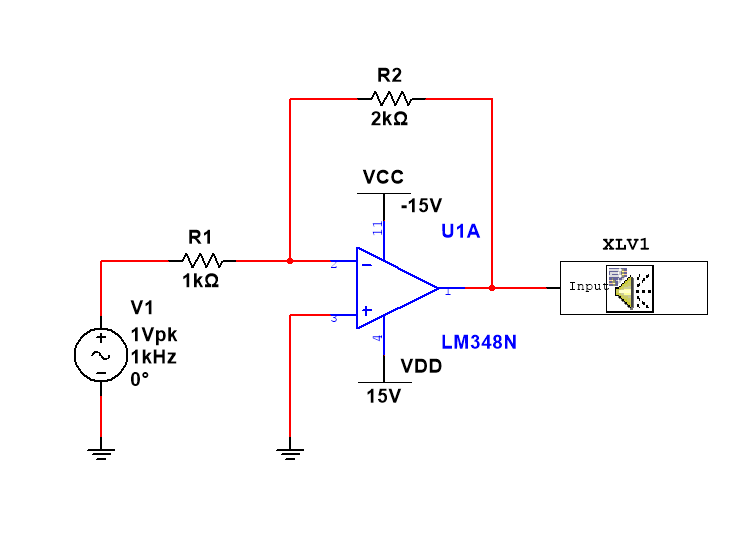 R2
2kΩ
VCC
-15V
11
U1A
R1
1kΩ
2
1
3
4
XLV1
Input
V1
1Vpk
1kHz
0°
LM348N
VDD
15V